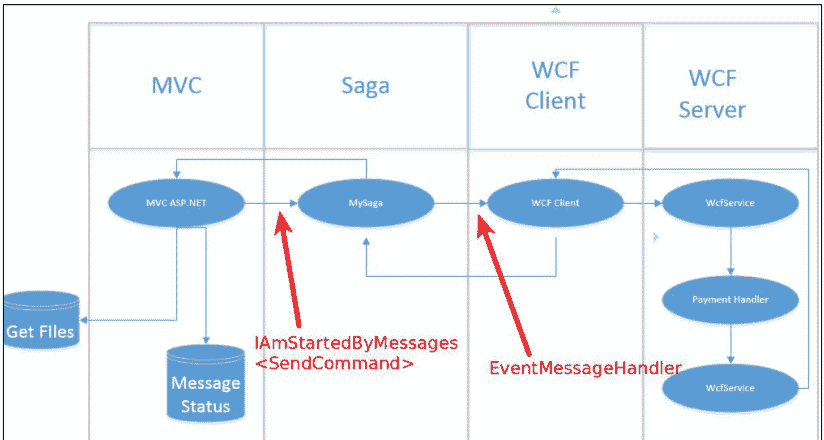 MVC
Saga
WCF
Client
WCF
Server
MVC ASP.NET
MySaga
WCF Client
WcfService
Payment Handler
Get FIles
IAmStartedByMessages
<SendCommand>
EventMessageHandler
Message
Status
WcfService